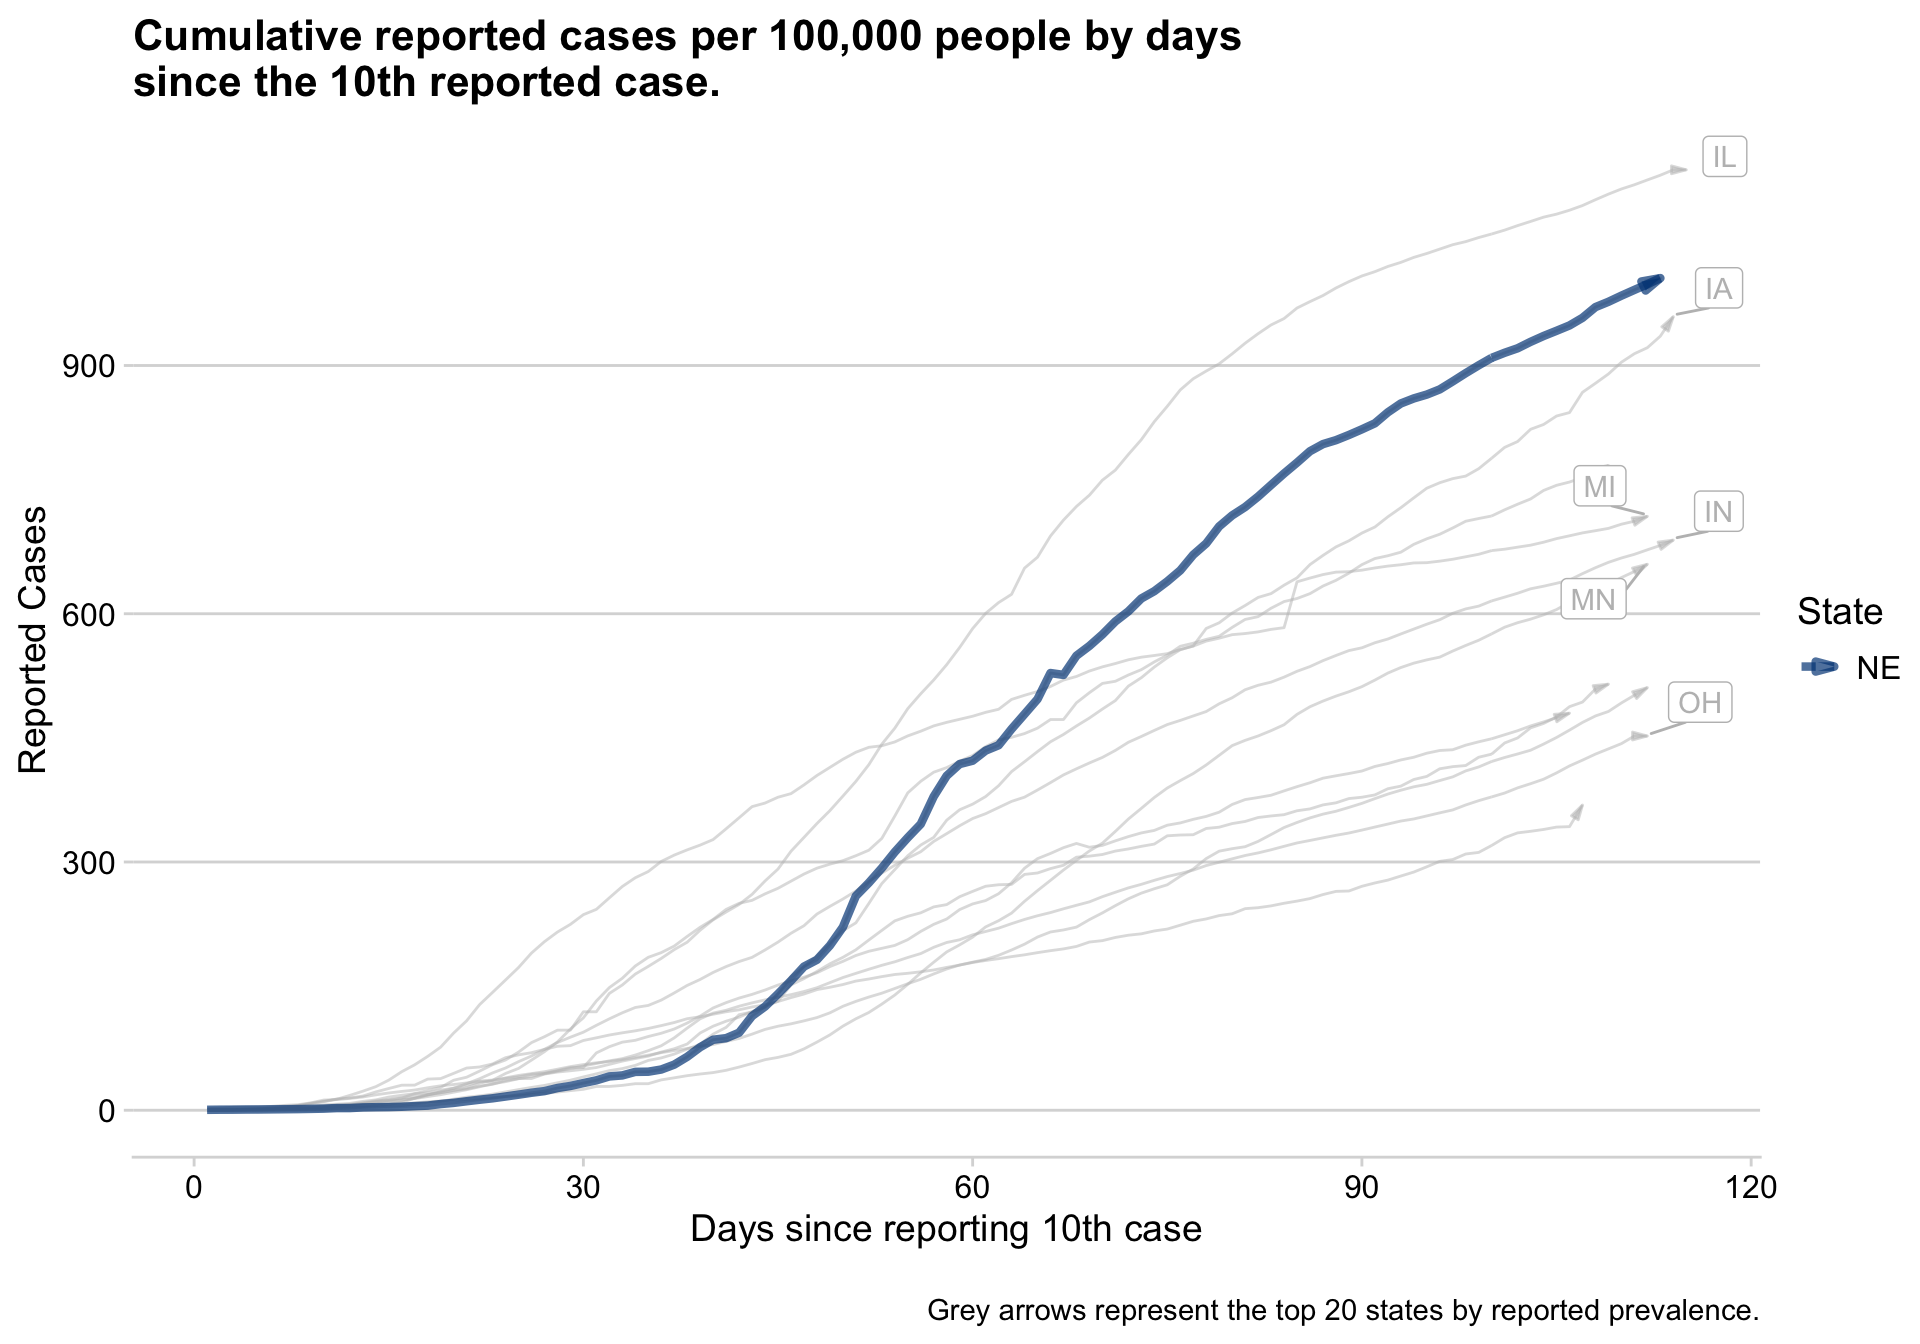 Cumulative reported cases per 100,000 people by days
since the 10th reported case.
IL
IA
900
MI
IN
Reported Cases
600
MN
State
NE
OH
300
0
0 30 60 90 120
Days since reporting 10th case
Grey arrows represent the top 20 states by reported prevalence.